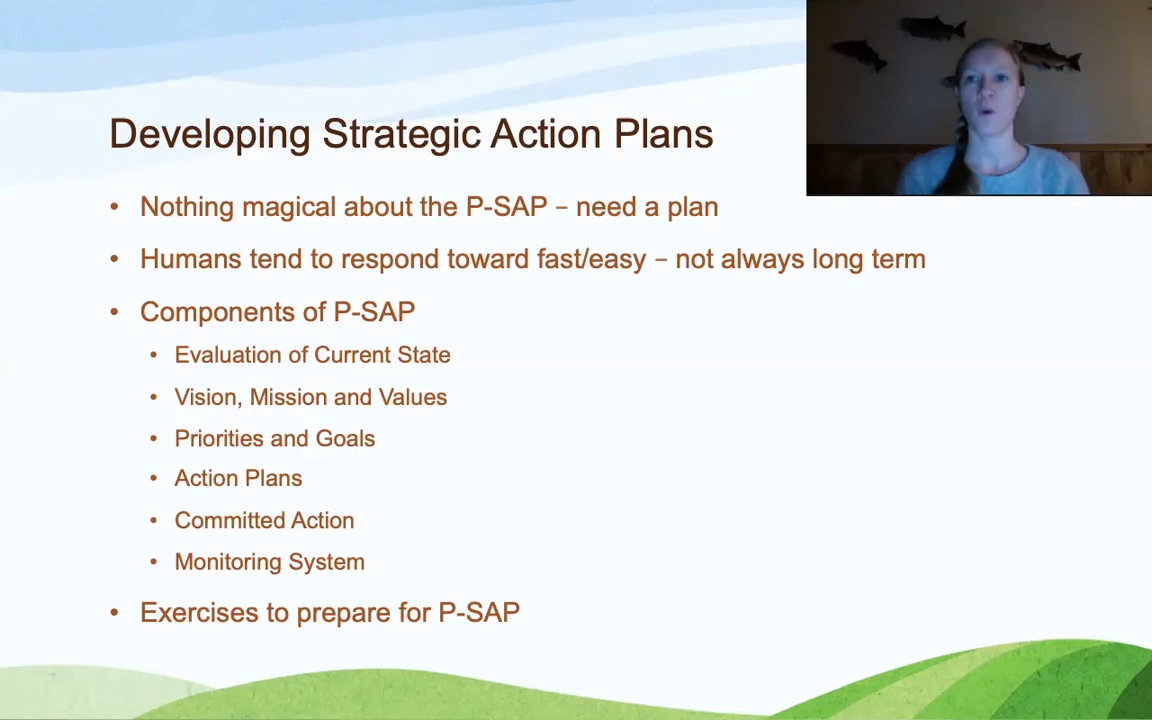 Developing Strategic Action Plans
• Nothing magical about the P-SAP – need a plan
• Humans tend to respond toward fast/easy – not always long term
• Components of P-SAP
• Evaluation of Current State
• Vision, Mission and Values
• Priorities and Goals
• Action Plans
• Committed Action
• Monitoring System
• Exercises to prepare for P-SAP